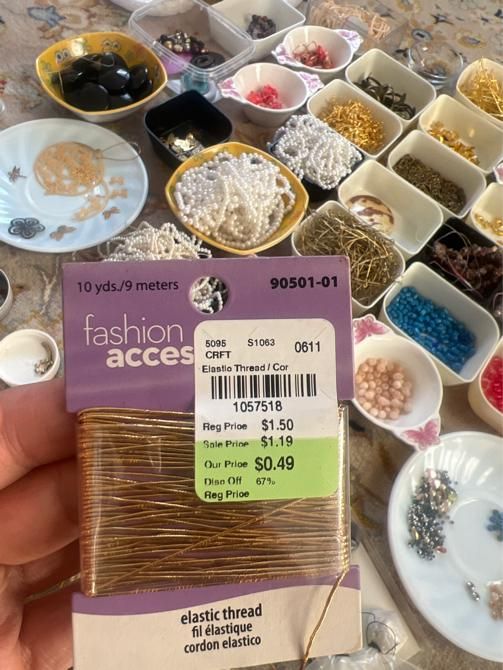 10 yds./9 meters
90501-01
fashion
acces
5095 S1063 0611
CRFT
Elastic Thread / Cor
1057518
Reg Price $1.50
Sale Price $1.19
Our Price $0.49
Disc Off 67%
Reg Price
elastic thread
fil élastique
cordon elastico